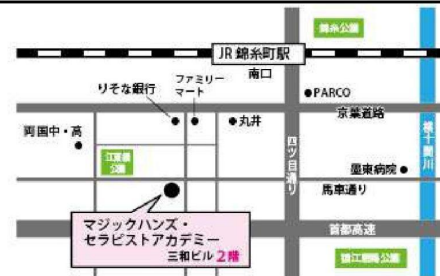 錦糸公園
JR 錦糸町駅
南口
ファミリー
マート
りそな銀行
PARCO
丸井
京葉道路
両国中・高
江東橋
公園
四ツ目通り
横十間川
墨東病院
馬車通り
マジックハンズ・
セラピストアカデミー
三和ビル 2階
首都高速